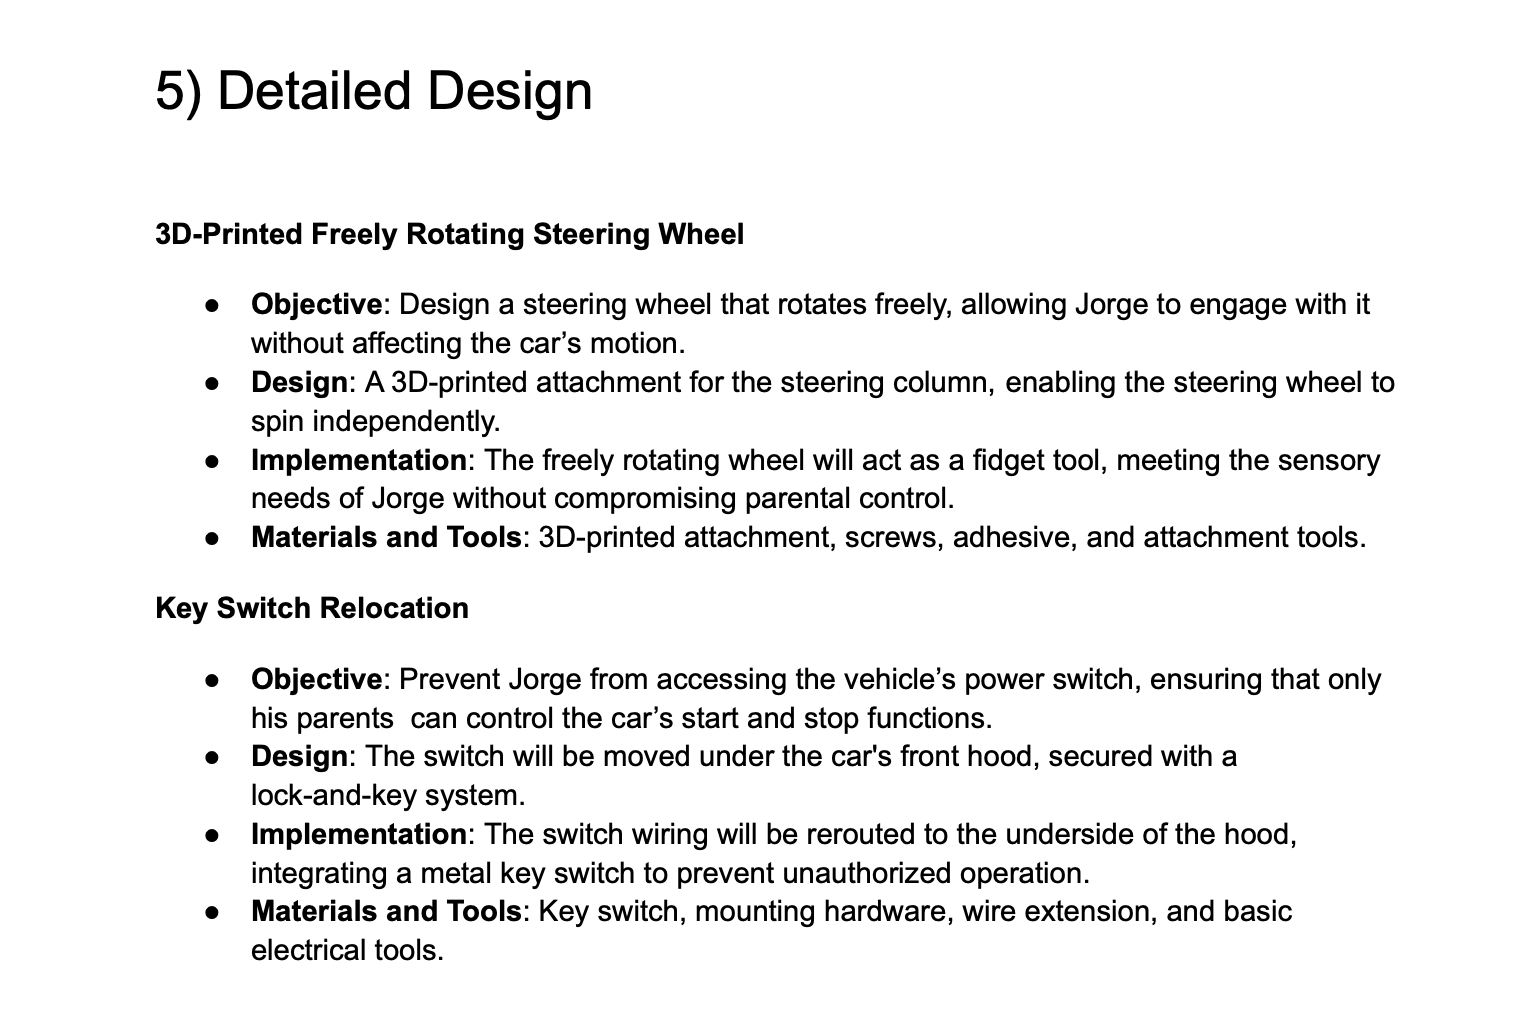 5) Detailed Design
3D-Printed Freely Rotating Steering Wheel
● Objective: Design a steering wheel that rotates freely, allowing Jorge to engage with it
without affecting the car’s motion.
● Design: A 3D-printed attachment for the steering column, enabling the steering wheel to
spin independently.
● Implementation: The freely rotating wheel will act as a fidget tool, meeting the sensory
needs of Jorge without compromising parental control.
● Materials and Tools: 3D-printed attachment, screws, adhesive, and attachment tools.
Key Switch Relocation
● Objective: Prevent Jorge from accessing the vehicle’s power switch, ensuring that only
his parents  can control the car’s start and stop functions.
● Design: The switch will be moved under the car's front hood, secured with a
lock-and-key system.
● Implementation: The switch wiring will be rerouted to the underside of the hood,
integrating a metal key switch to prevent unauthorized operation.
● Materials and Tools: Key switch, mounting hardware, wire extension, and basic
electrical tools.